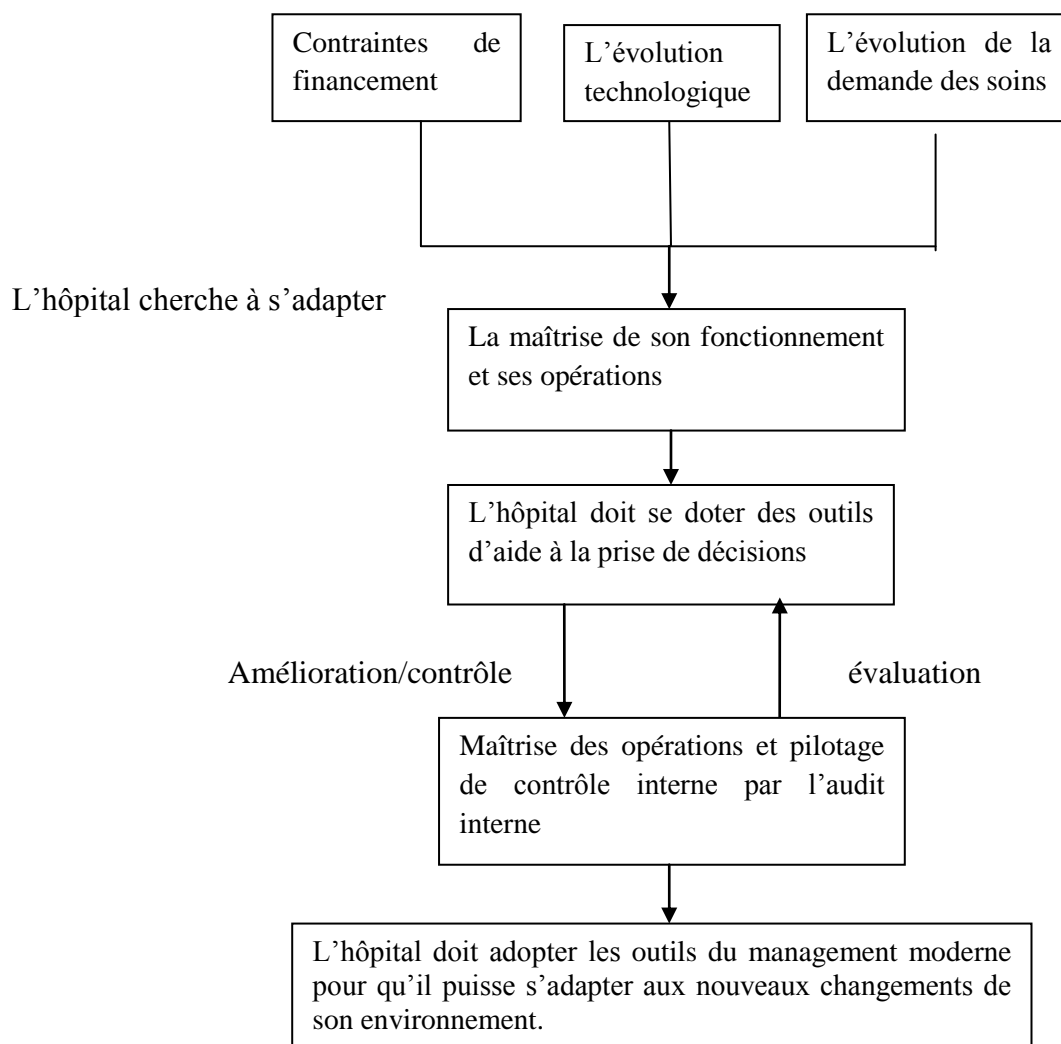 Contraintes de
financement
L’évolution
technologique
L’évolution de la
demande des soins
L’hôpital cherche à s’adapter
La maîtrise de son fonctionnement
et ses opérations
L’hôpital doit se doter des outils
d’aide à la prise de décisions
Amélioration/contrôle
évaluation
Maîtrise des opérations et pilotage
de contrôle interne par l’audit
interne
L’hôpital doit adopter les outils du management moderne
pour qu’il puisse s’adapter aux nouveaux changements de
son environnement.